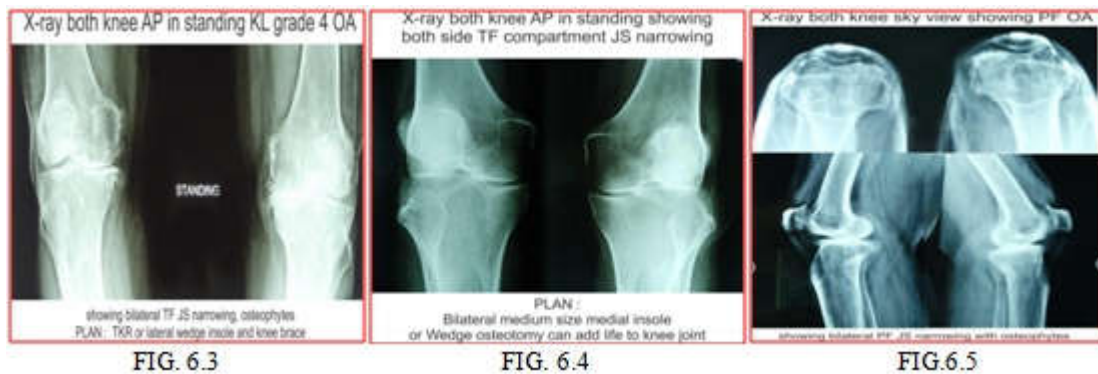 X-ray both knee AP in standing KL grade 4 OA
STANDING
showing bilateral TF JS narrowing, osteophytes
PLAN : TKR or lateral wedge insole and knee brace
FIG. 6.3
X-ray both knee AP in standing showing
both side TF compartment JS narrowing
PLAN :
Bilateral medium size medial insole
or Wedge osteotomy can add life to knee joint
FIG. 6.4
X-ray both knee sky view showing PF OA
showing bilateral PF JS narrowing with osteophytes
FIG.6.5